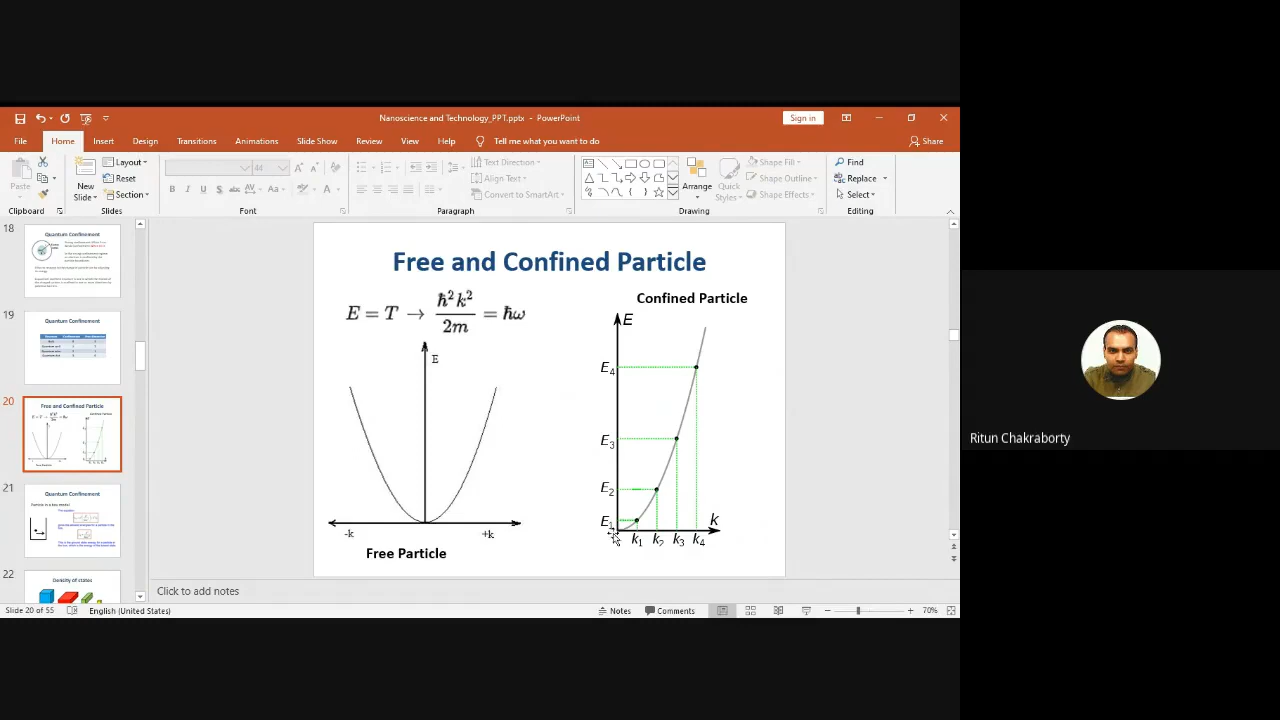 Nanoscience and Technology_PPT.pptx - PowerPoint
Sign in
File Home Insert Design Transitions Animations Slide Show Review View Help Tell me what you want to do
Share
Paste
New
Slide
Layout
Reset
Section
44
Text Direction
Align Text
Convert to SmartArt
Arrange
Quick
Styles
Shape Fill
Shape Outline
Shape Effects
Find
Replace
Select
Clipboard Slides Font Paragraph Drawing Editing
18
Quantum Confinement
19
Quantum Confinement
20
Free and Confined Particle
21
Quantum Confinement
22
Density of states
Free and Confined Particle
E = T → ħ²k²/2m = ħω
E
-k +k
Free Particle
Confined Particle
E
E4
E3
E2
E1
k
k1 k2 k3 k4
Click to add notes
Slide 20 of 55 English (United States) Notes Comments 70%
Ritun Chakraborty